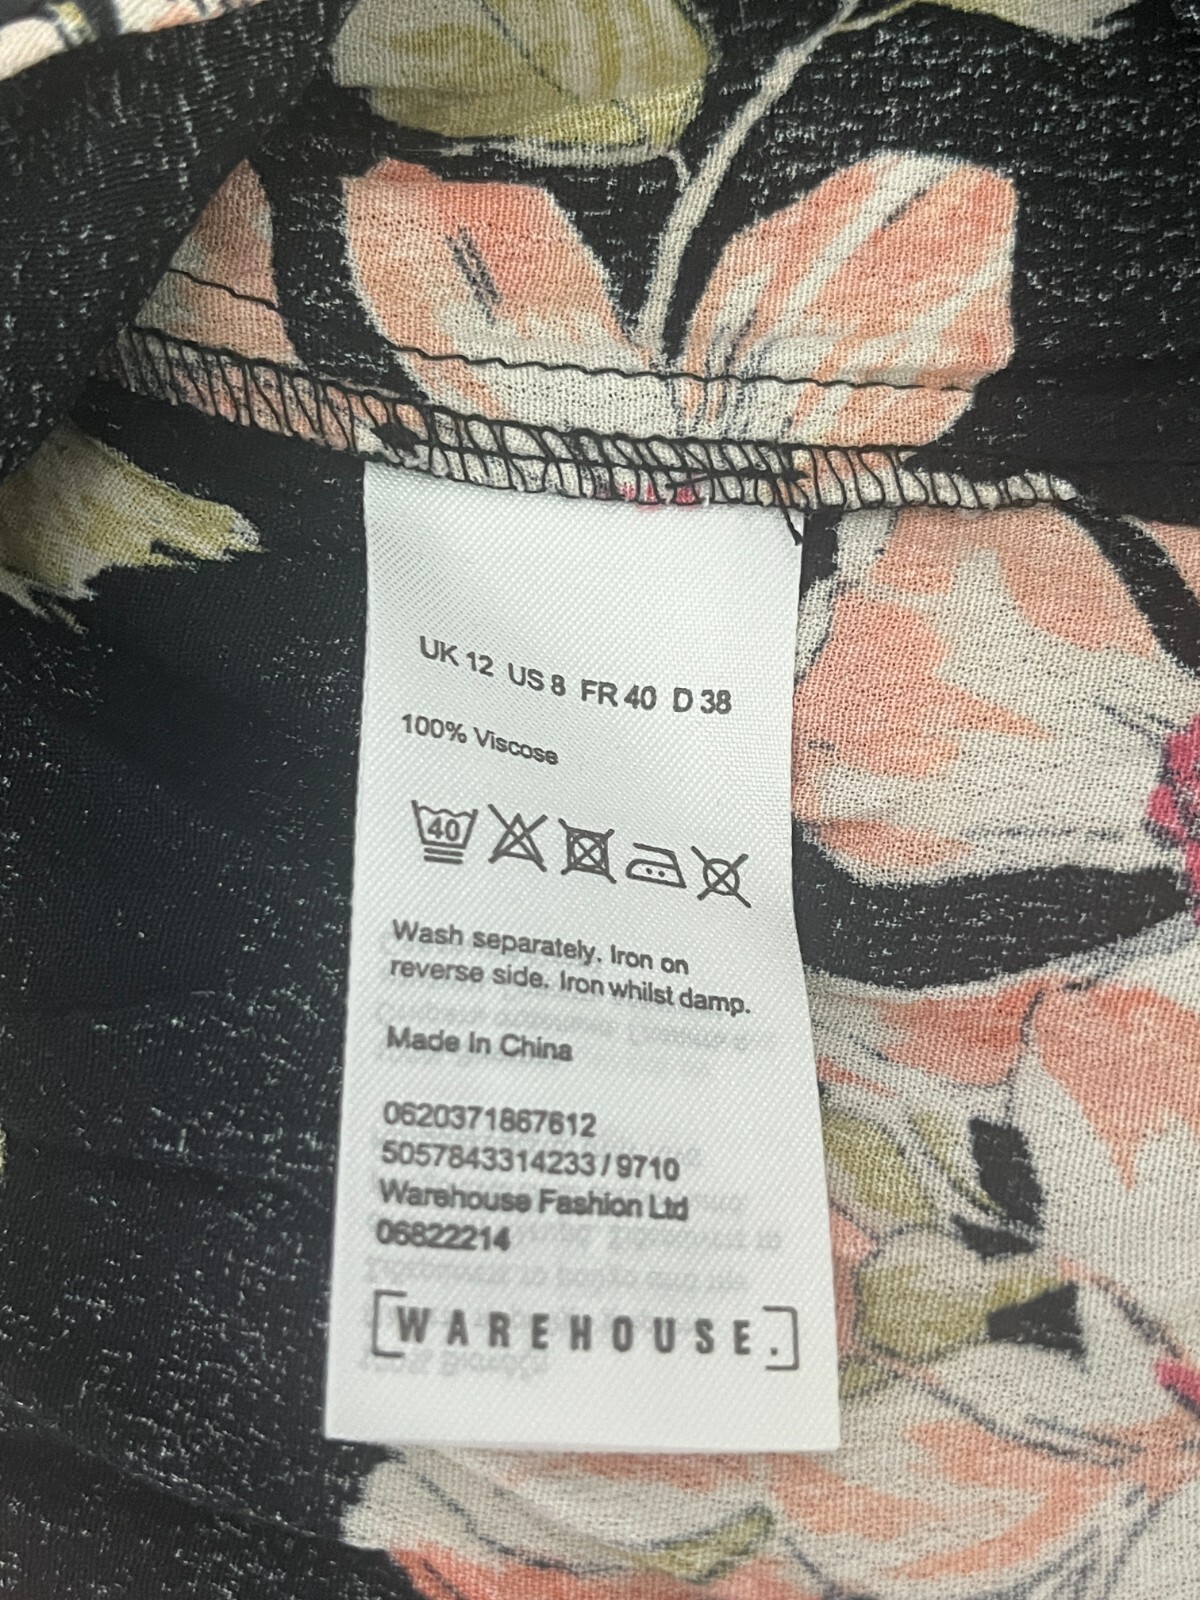 UK 12 US 8 FR 40 D 38
100% Viscose
40
Wash separately. Iron on
reverse side. Iron whilst damp.
Made In China
0620371867612
5057843314233 / 9710
Warehouse Fashion Ltd
06822214
[WAREHOUSE.]